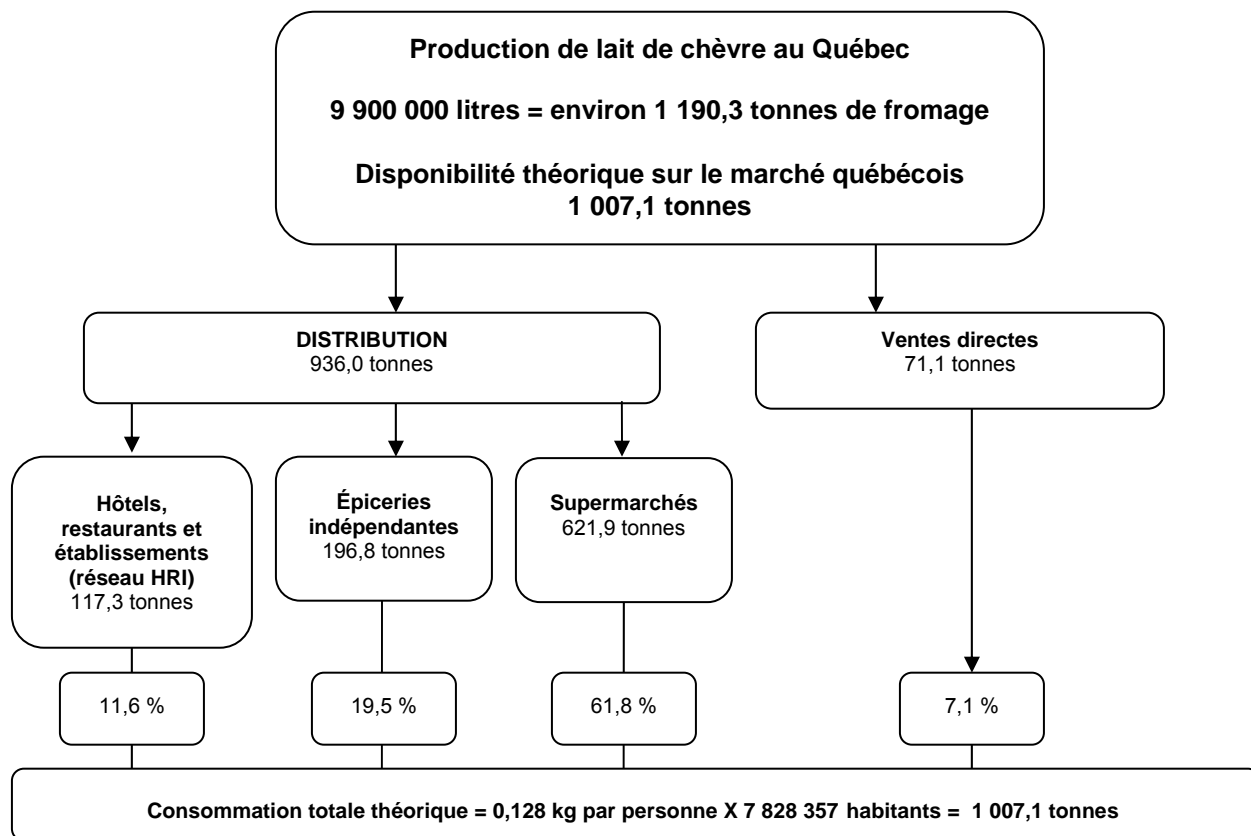 Production de lait de chèvre au Québec
9 900 000 litres = environ 1 190,3 tonnes de fromage
Disponibilité théorique sur le marché québécois
1 007,1 tonnes
DISTRIBUTION
936,0 tonnes
Ventes directes
71,1 tonnes
Hôtels,
restaurants et
établissements
(réseau HRI)
117,3 tonnes
Épiceries
indépendantes
196,8 tonnes
Supermarchés
621,9 tonnes
11,6 %
19,5 %
61,8 %
7,1 %
Consommation totale théorique = 0,128 kg par personne X 7 828 357 habitants = 1 007,1 tonnes